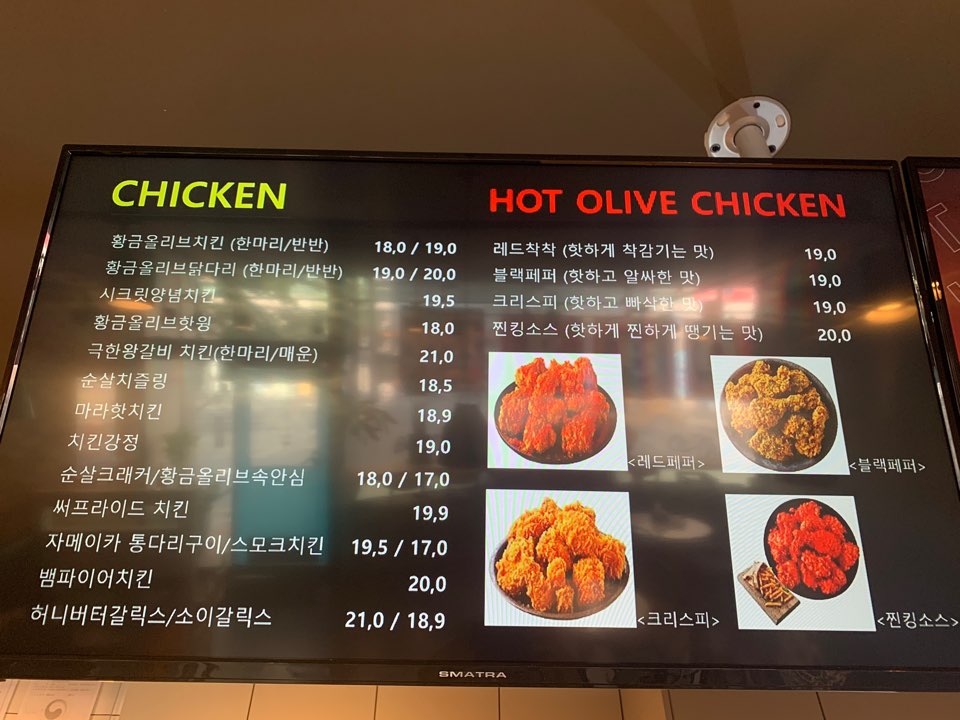 CHICKEN
황금올리브치킨 (한마리/반반) 18,0 / 19,0
황금올리브닭다리 (한마리/반반) 19,0 / 20,0
시크릿양념치킨 19,5
황금올리브핫윙 18,0
극한왕갈비 치킨(한마리/매운) 21,0
순살치즐링 18,5
마라핫치킨 18,9
치킨강정 19,0
순살크래커/황금올리브속안심 18,0 / 17,0
써프라이드 치킨 19,9
자메이카 통다리구이/스모크치킨 19,5 / 17,0
뱀파이어치킨 20,0
허니버터갈릭스/소이갈릭스 21,0 / 18,9
HOT OLIVE CHICKEN
레드착착 (핫하게 착감기는 맛) 19,0
블랙페퍼 (핫하고 알싸한 맛) 19,0
크리스피 (핫하고 빠삭한 맛) 19,0
찐킹소스 (핫하게 찐하게 땡기는 맛) 20,0
<레드페퍼>
<블랙페퍼>
<크리스피>
<찐킹소스>
SMATRA